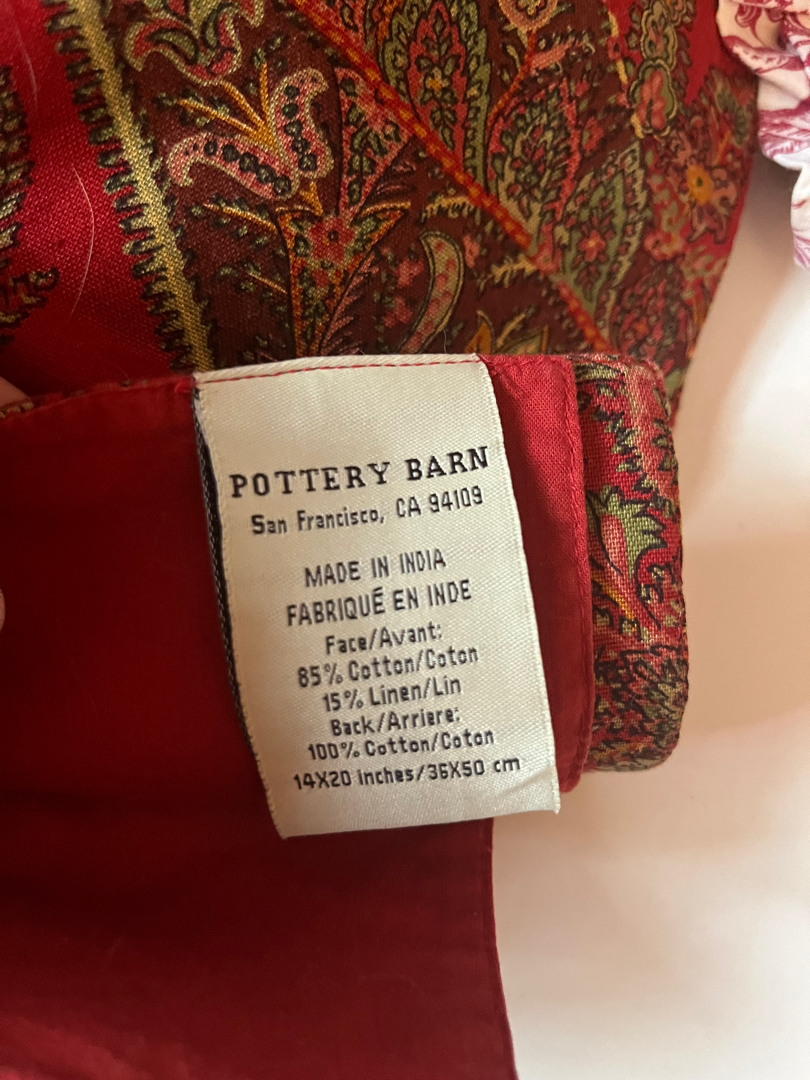 POTTERY BARN
San Francisco, CA 94109
MADE IN INDIA
FABRIQUÉ EN INDE
Face/Avant:
85% Cotton/Coton
15% Linen/Lin
Back/Arriere:
100% Cotton/Coton
14X20 inches/36X50 cm